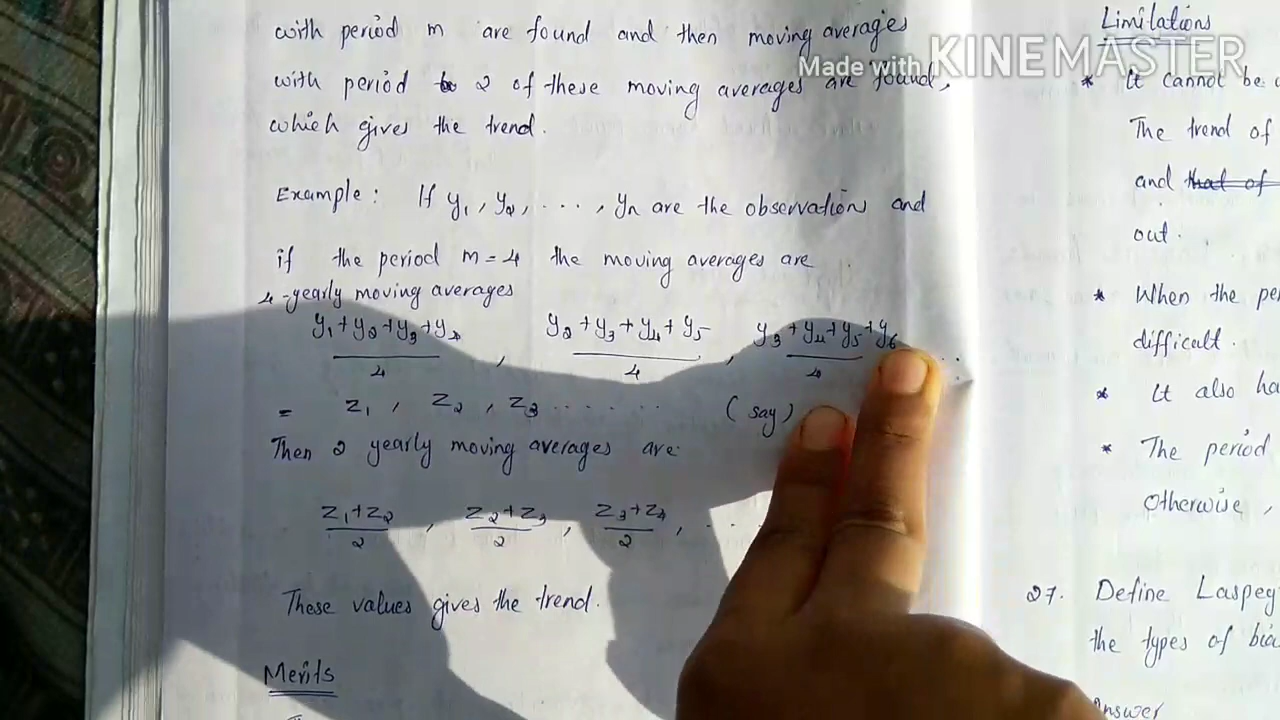 with period m are found and then moving averages
with period 2 of these moving averages are found,
which gives the trend.
Example: If y₁, y₂, ..., yn are the observation and
if the period m = 4 the moving averages are
4-yearly moving averages
y₁+y₂+y₃+y₄ / 4 , y₂+y₃+y₄+y₅ / 4 , y₃+y₄+y₅+y₆ / 4 ...
= z₁, z₂, z₃ ...... (say)
Then 2 yearly moving averages are:
z₁+z₂ / 2 , z₂+z₃ / 2 , z₃+z₄ / 2 , ...
These values gives the trend.
Merits
Limitations
* It cannot be
The trend of
and that of
out.
* When the
difficult.
* It also
* The period
Otherwise,
27. Define
the types of
Answer
Made with KINEMASTER